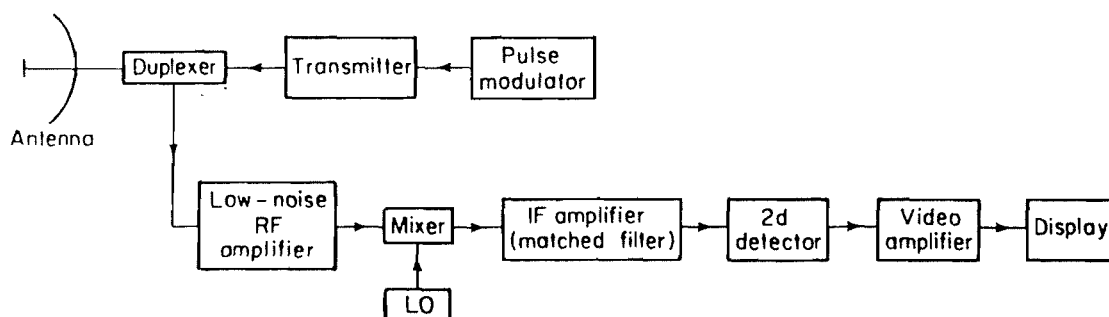 Duplexer
Transmitter
Pulse
modulator
Antenna
Low-noise
RF
amplifier
Mixer
IF amplifier
(matched filter)
2d
detector
Video
amplifier
Display
LO